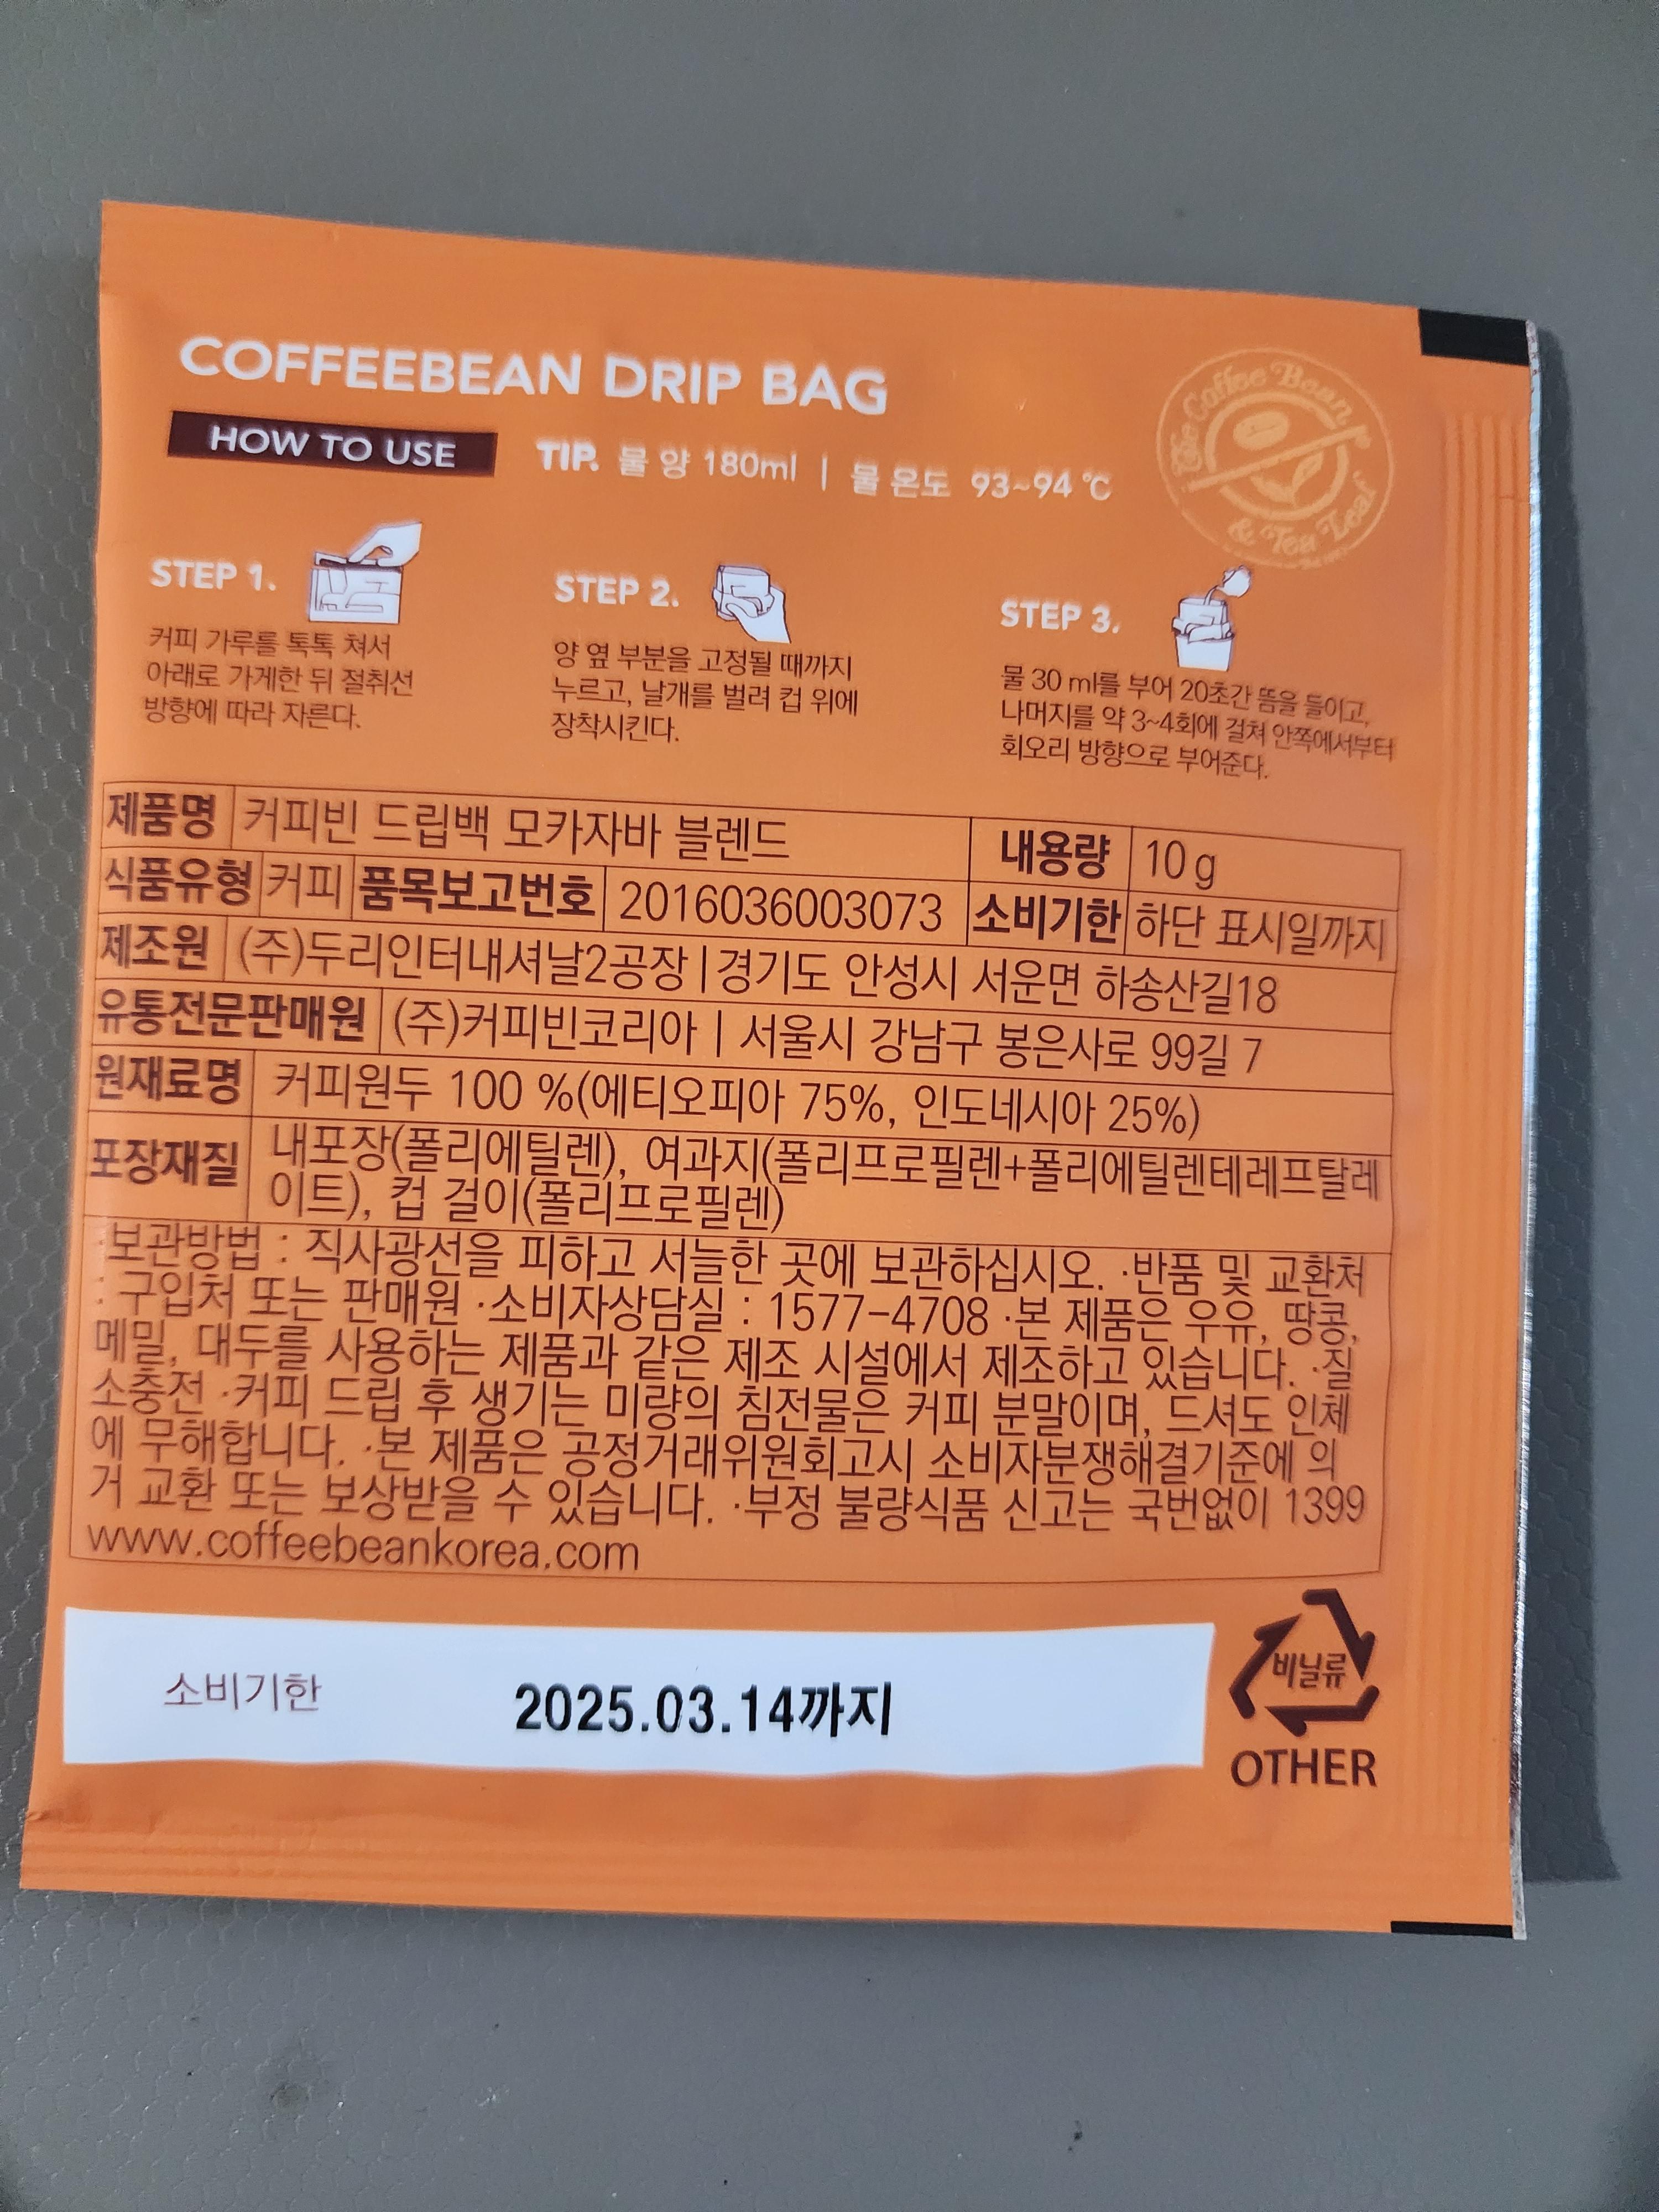 COFFEEBEAN DRIP BAG
HOW TO USE
TIP. 물 양 180ml | 물 온도 93~94 ℃
The Coffee Bean
& Tea Leaf
STEP 1.
커피 가루를 톡톡 쳐서
아래로 가게한 뒤 절취선
방향에 따라 자른다.
STEP 2.
양 옆 부분을 고정될 때까지
누르고, 날개를 벌려 컵 위에
장착시킨다.
STEP 3.
물 30 ml를 부어 20초간 뜸을 들이고,
나머지를 약 3~4회에 걸쳐 안쪽에서부터
회오리 방향으로 부어준다.
제품명 커피빈 드립백 모카자바 블렌드 내용량 10 g
식품유형 커피 품목보고번호 2016036003073 소비기한 하단 표시일까지
제조원 (주)두리인터내셔날2공장 | 경기도 안성시 서운면 하송산길18
유통전문판매원 (주)커피빈코리아 | 서울시 강남구 봉은사로 99길 7
원재료명 커피원두 100 %(에티오피아 75%, 인도네시아 25%)
포장재질 내포장(폴리에틸렌), 여과지(폴리프로필렌+폴리에틸렌테레프탈레
이트), 컵 걸이(폴리프로필렌)
·보관방법 : 직사광선을 피하고 서늘한 곳에 보관하십시오. ·반품 및 교환처
: 구입처 또는 판매원 ·소비자상담실 : 1577-4708 ·본 제품은 우유, 땅콩,
메밀, 대두를 사용하는 제품과 같은 제조 시설에서 제조하고 있습니다. ·질
소충전 ·커피 드립 후 생기는 미량의 침전물은 커피 분말이며, 드셔도 인체
에 무해합니다. ·본 제품은 공정거래위원회고시 소비자분쟁해결기준에 의
거 교환 또는 보상받을 수 있습니다. ·부정 불량식품 신고는 국번없이 1399
www.coffeebeankorea.com
소비기한 2025.03.14까지
비닐류
OTHER